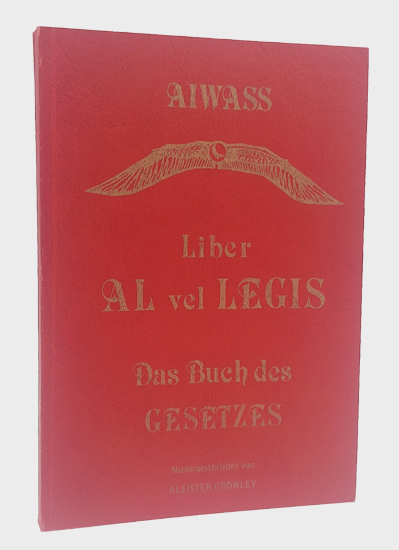 AIWASS
Liber
AL vel LEGIS
Das Buch des
GESETZES
Niedergeschrieben von
ALEISTER CROWLEY